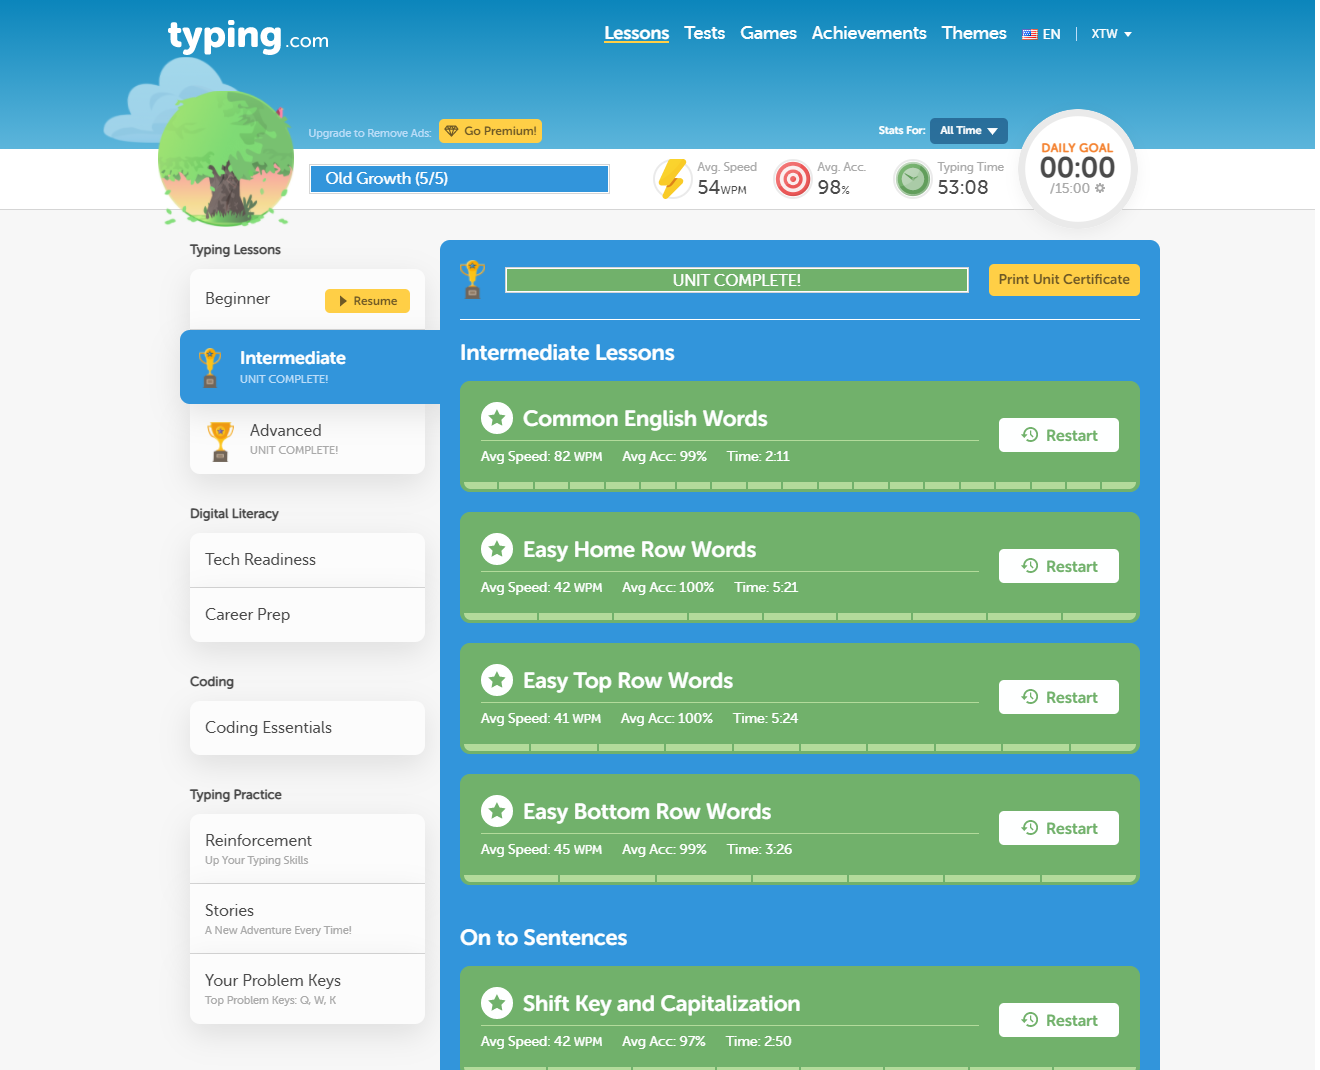 typing.com
Lessons Tests Games Achievements Themes EN | XTW
Upgrade to Remove Ads: Go Premium!
Stats For: All Time
Old Growth (5/5)
Avg. Speed
54WPM
Avg. Acc.
98%
Typing Time
53:08
DAILY GOAL
00:00
/15:00
Typing Lessons
Beginner
Resume
Intermediate
UNIT COMPLETE!
Advanced
UNIT COMPLETE!
Digital Literacy
Tech Readiness
Career Prep
Coding
Coding Essentials
Typing Practice
Reinforcement
Up Your Typing Skills
Stories
A New Adventure Every Time!
Your Problem Keys
Top Problem Keys: Q, W, K
UNIT COMPLETE!
Print Unit Certificate
Intermediate Lessons
Common English Words
Avg Speed: 82 WPM Avg Acc: 99% Time: 2:11
Restart
Easy Home Row Words
Avg Speed: 42 WPM Avg Acc: 100% Time: 5:21
Restart
Easy Top Row Words
Avg Speed: 41 WPM Avg Acc: 100% Time: 5:24
Restart
Easy Bottom Row Words
Avg Speed: 45 WPM Avg Acc: 99% Time: 3:26
Restart
On to Sentences
Shift Key and Capitalization
Avg Speed: 42 WPM Avg Acc: 97% Time: 2:50
Restart